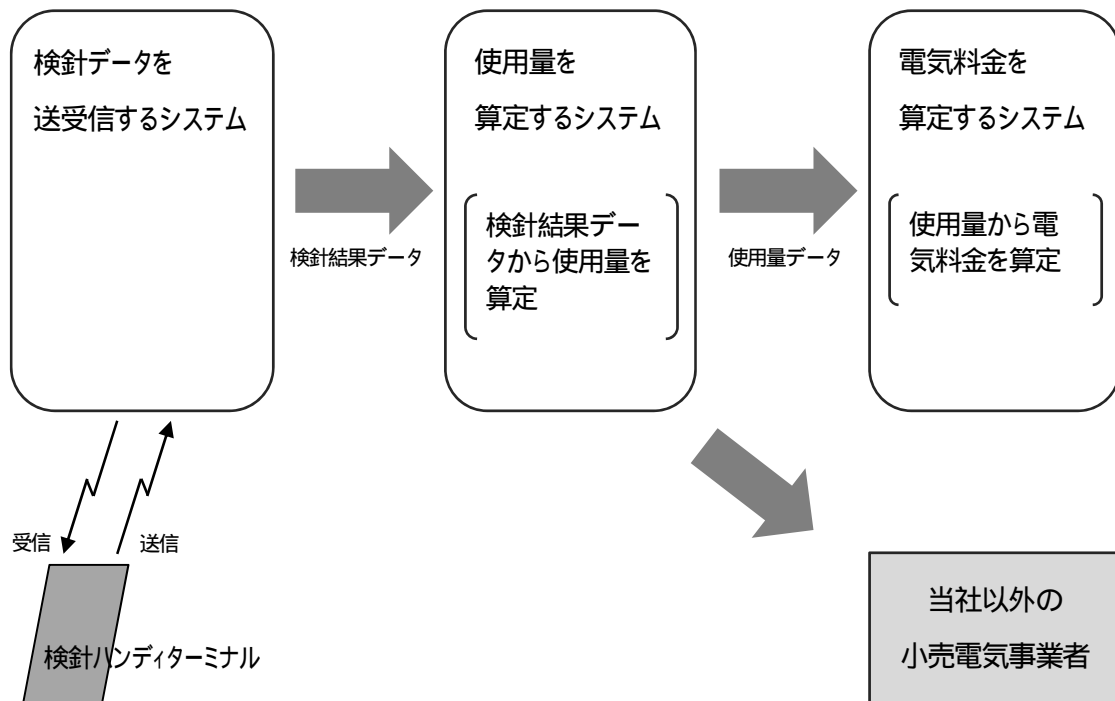 検針データを
送受信するシステム
検針結果データ
使用量を
算定するシステム
検針結果デー
タから使用量を
算定
使用量データ
電気料金を
算定するシステム
使用量から電
気料金を算定
受信
送信
検針ハンディターミナル
当社以外の
小売電気事業者